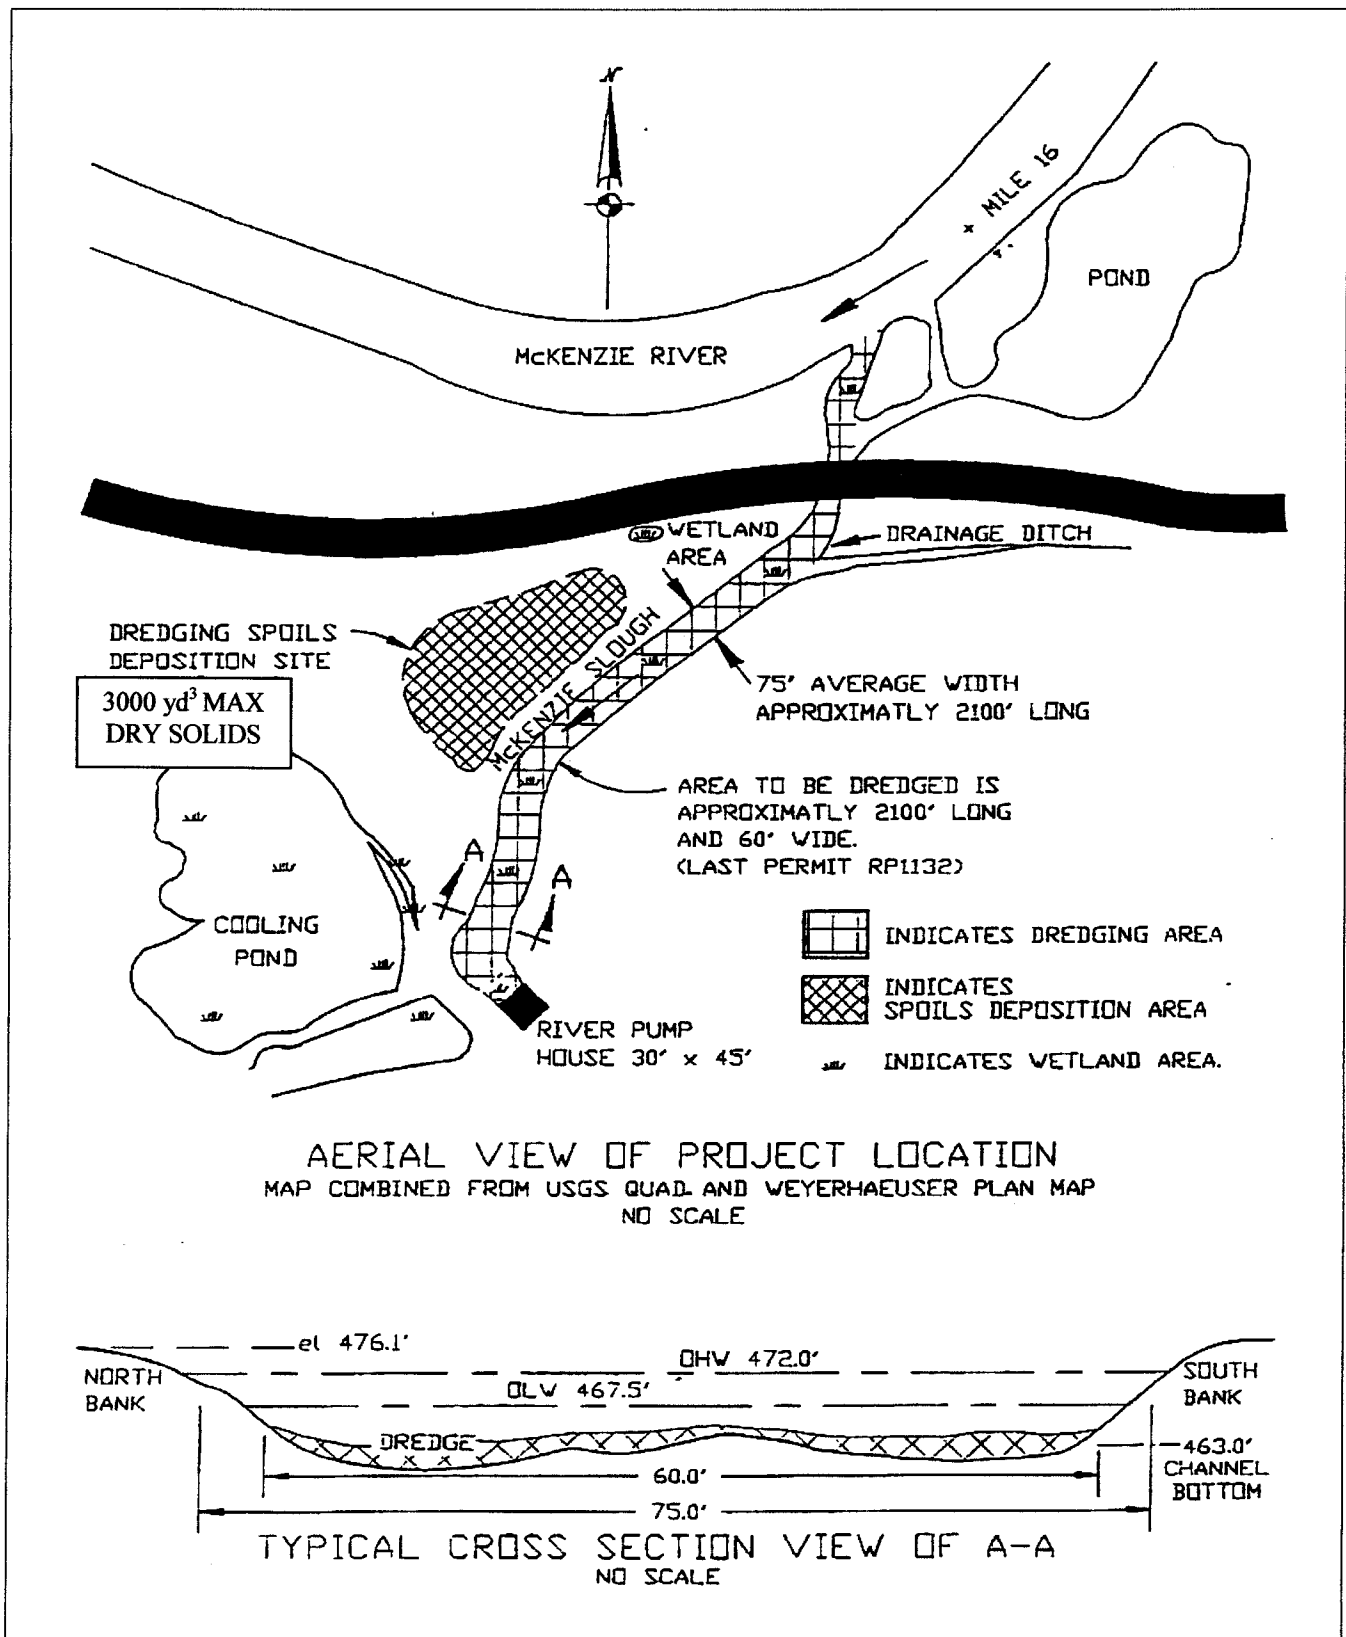 N
MILE 16
POND
McKENZIE RIVER
WETLAND
AREA
DRAINAGE DITCH
DREDGING SPOILS
DEPOSITION SITE
McKENZIE SLOUGH
3000 yd³ MAX
DRY SOLIDS
75' AVERAGE WIDTH
APPROXIMATLY 2100' LONG
AREA TO BE DREDGED IS
APPROXIMATLY 2100' LONG
AND 60' WIDE.
(LAST PERMIT RP1132)
A
A
COOLING
POND
INDICATES DREDGING AREA
INDICATES
SPOILS DEPOSITION AREA
INDICATES WETLAND AREA.
RIVER PUMP
HOUSE 30' x 45'
AERIAL VIEW OF PROJECT LOCATION
MAP COMBINED FROM USGS QUAD. AND WEYERHAEUSER PLAN MAP
NO SCALE
el 476.1'
OHW 472.0'
OLW 467.5'
NORTH
BANK
SOUTH
BANK
DREDGE
463.0'
CHANNEL
BOTTOM
60.0'
75.0'
TYPICAL CROSS SECTION VIEW OF A-A
NO SCALE